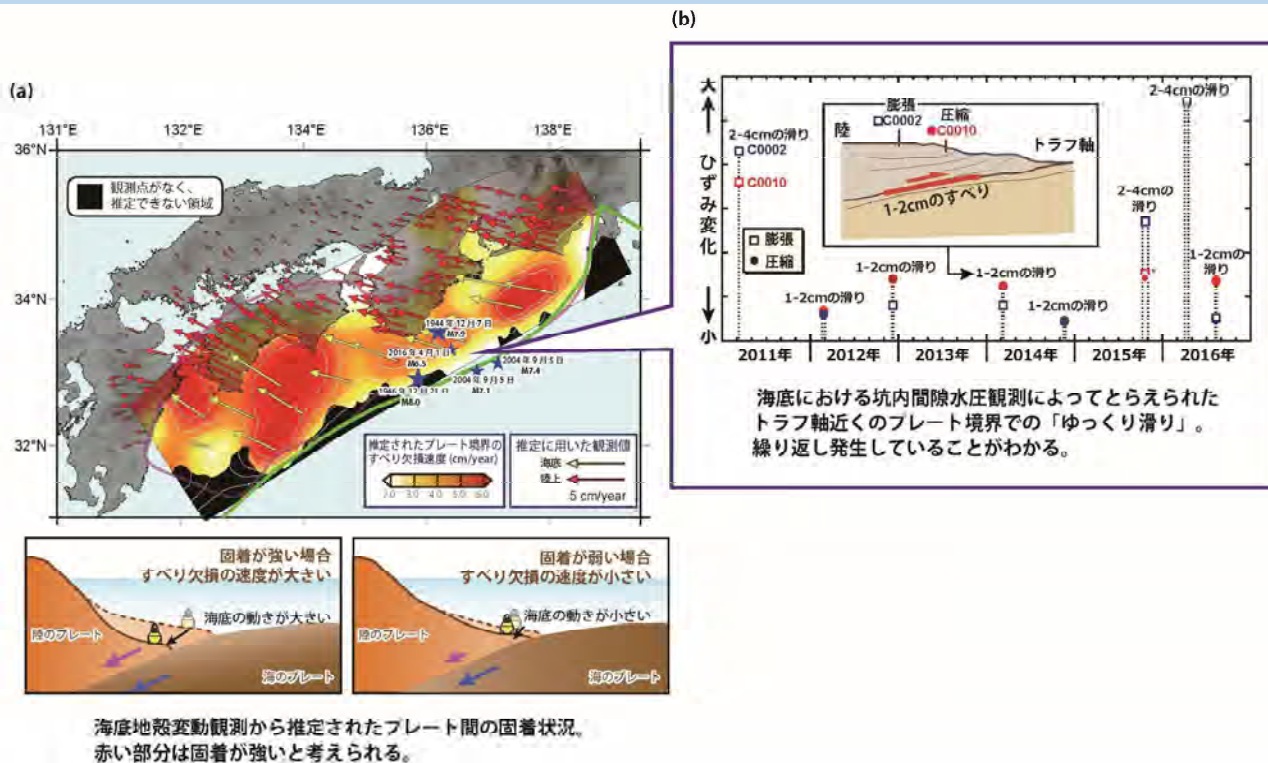 (a)
131°E
132°E
134°E
136°E
138°E
36°N
34°N
32°N
観測点がなく、
推定できない領域
1944年12月7日
M7.9
2016年4月1日
M6.5
2004年9月5日
M7.4
2004年9月5日
M7.1
1946年12月21日
M8.0
推定されたプレート境界の
すべり欠損速度 (cm/year)
2.0 3.0 4.0 5.0 6.0
推定に用いた観測値
海底
陸上
5 cm/year
固着が強い場合
すべり欠損の速度が大きい
海底の動きが大きい
陸のプレート
海のプレート
固着が弱い場合
すべり欠損の速度が小さい
海底の動きが小さい
陸のプレート
海のプレート
海底地殻変動観測から推定されたプレート間の固着状況。
赤い部分は固着が強いと考えられる。
(b)
大
ひずみ変化
小
2-4cmの滑り
C0002
C0010
膨張
C0002
圧縮
C0010
陸
トラフ軸
1-2cmのすべり
膨張
圧縮
1-2cmの滑り
1-2cmの滑り
1-2cmの滑り
1-2cmの滑り
2-4cmの
滑り
2-4cmの滑り
1-2cmの
滑り
2011年
2012年
2013年
2014年
2015年
2016年
海底における坑内間隙水圧観測によってとらえられた
トラフ軸近くのプレート境界での「ゆっくり滑り」。
繰り返し発生していることがわかる。